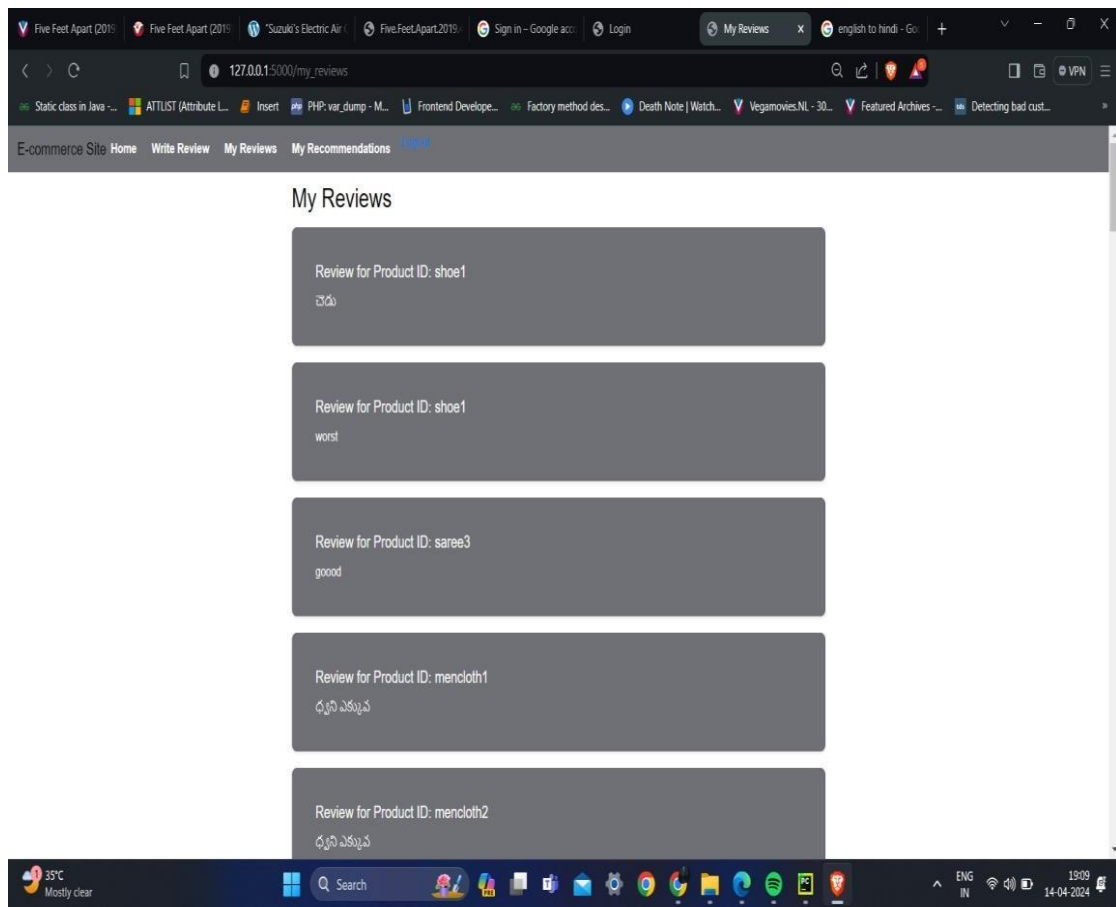 Five Feet Apart (2019
Five Feet Apart (2019
"Suzuki's Electric Air C
Five.Feet.Apart.2019.
Sign in – Google acco
Login
My Reviews
english to hindi - Goo
127.0.0.1:5000/my_reviews
VPN
Static class in Java -...
ATTLIST (Attribute L...
Insert
PHP: var_dump - M...
Frontend Develope...
Factory method des...
Death Note | Watch...
Vegamovies.NL - 30...
Featured Archives -...
Detecting bad cust...
E-commerce Site Home Write Review My Reviews My Recommendations
My Reviews
Review for Product ID: shoe1
చెడు
Review for Product ID: shoe1
worst
Review for Product ID: saree3
goood
Review for Product ID: mencloth1
ధ్వని ఎక్కువ
Review for Product ID: mencloth2
ధ్వని ఎక్కువ
35°C
Mostly clear
Search
ENG
IN
19:09
14-04-2024